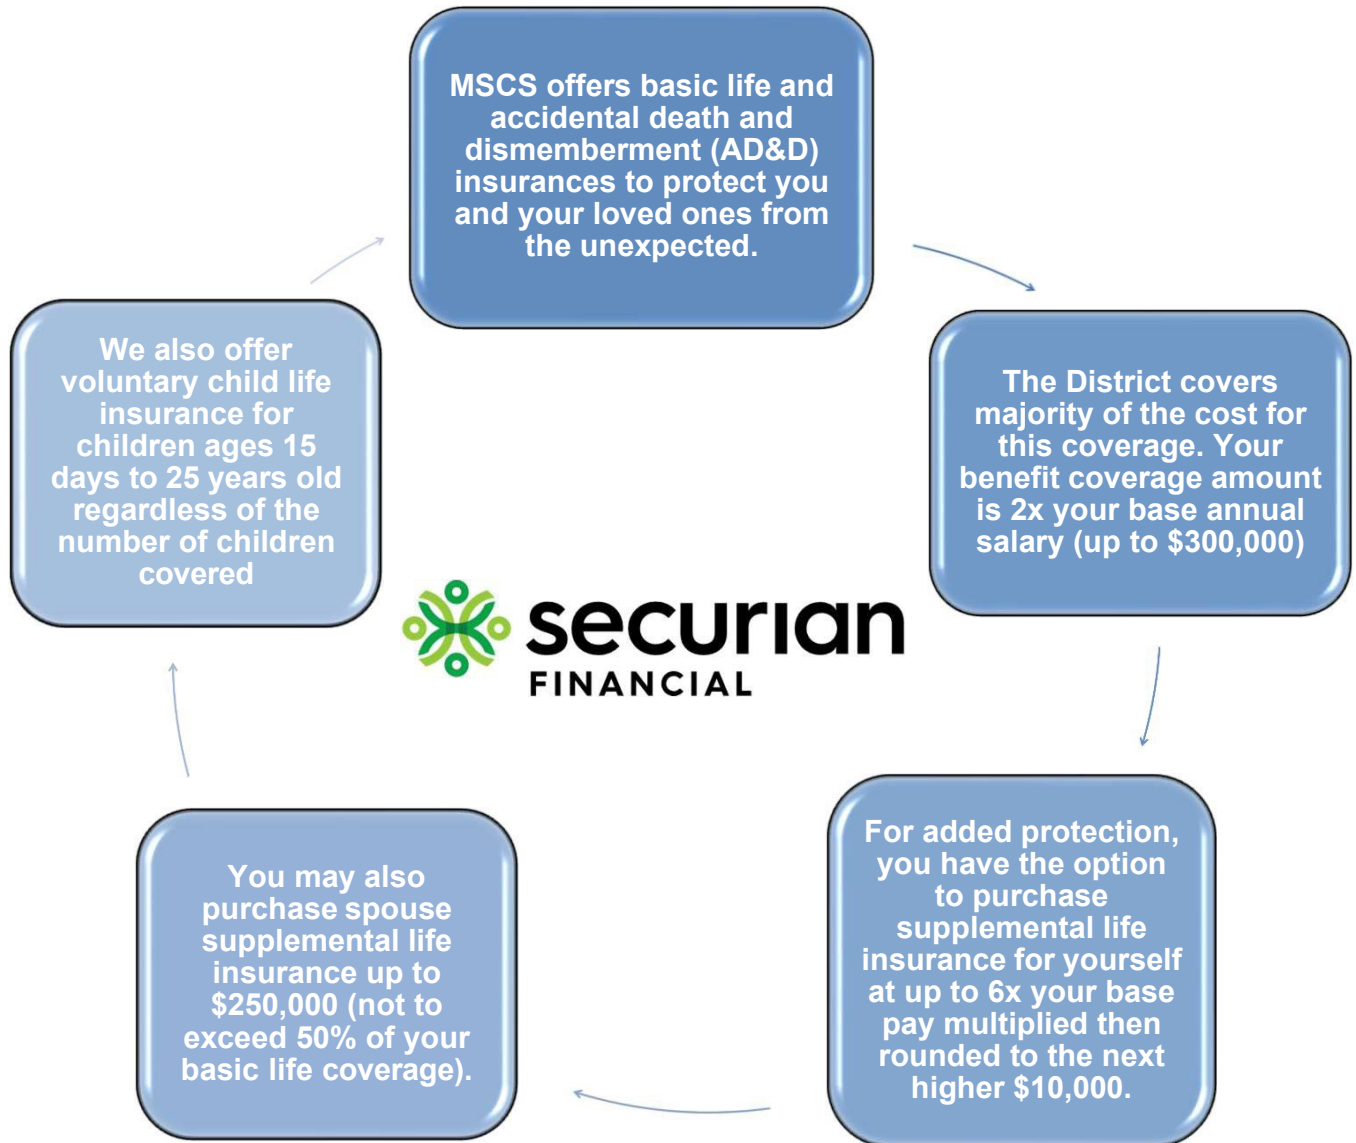 MSCS offers basic life and
accidental death and
dismemberment (AD&D)
insurances to protect you
and your loved ones from
the unexpected.
The District covers
majority of the cost for
this coverage. Your
benefit coverage amount
is 2x your base annual
salary (up to $300,000)
For added protection,
you have the option
to purchase
supplemental life
insurance for yourself
at up to 6x your base
pay multiplied then
rounded to the next
higher $10,000.
You may also
purchase spouse
supplemental life
insurance up to
$250,000 (not to
exceed 50% of your
basic life coverage).
We also offer
voluntary child life
insurance for
children ages 15
days to 25 years old
regardless of the
number of children
covered
securian
FINANCIAL